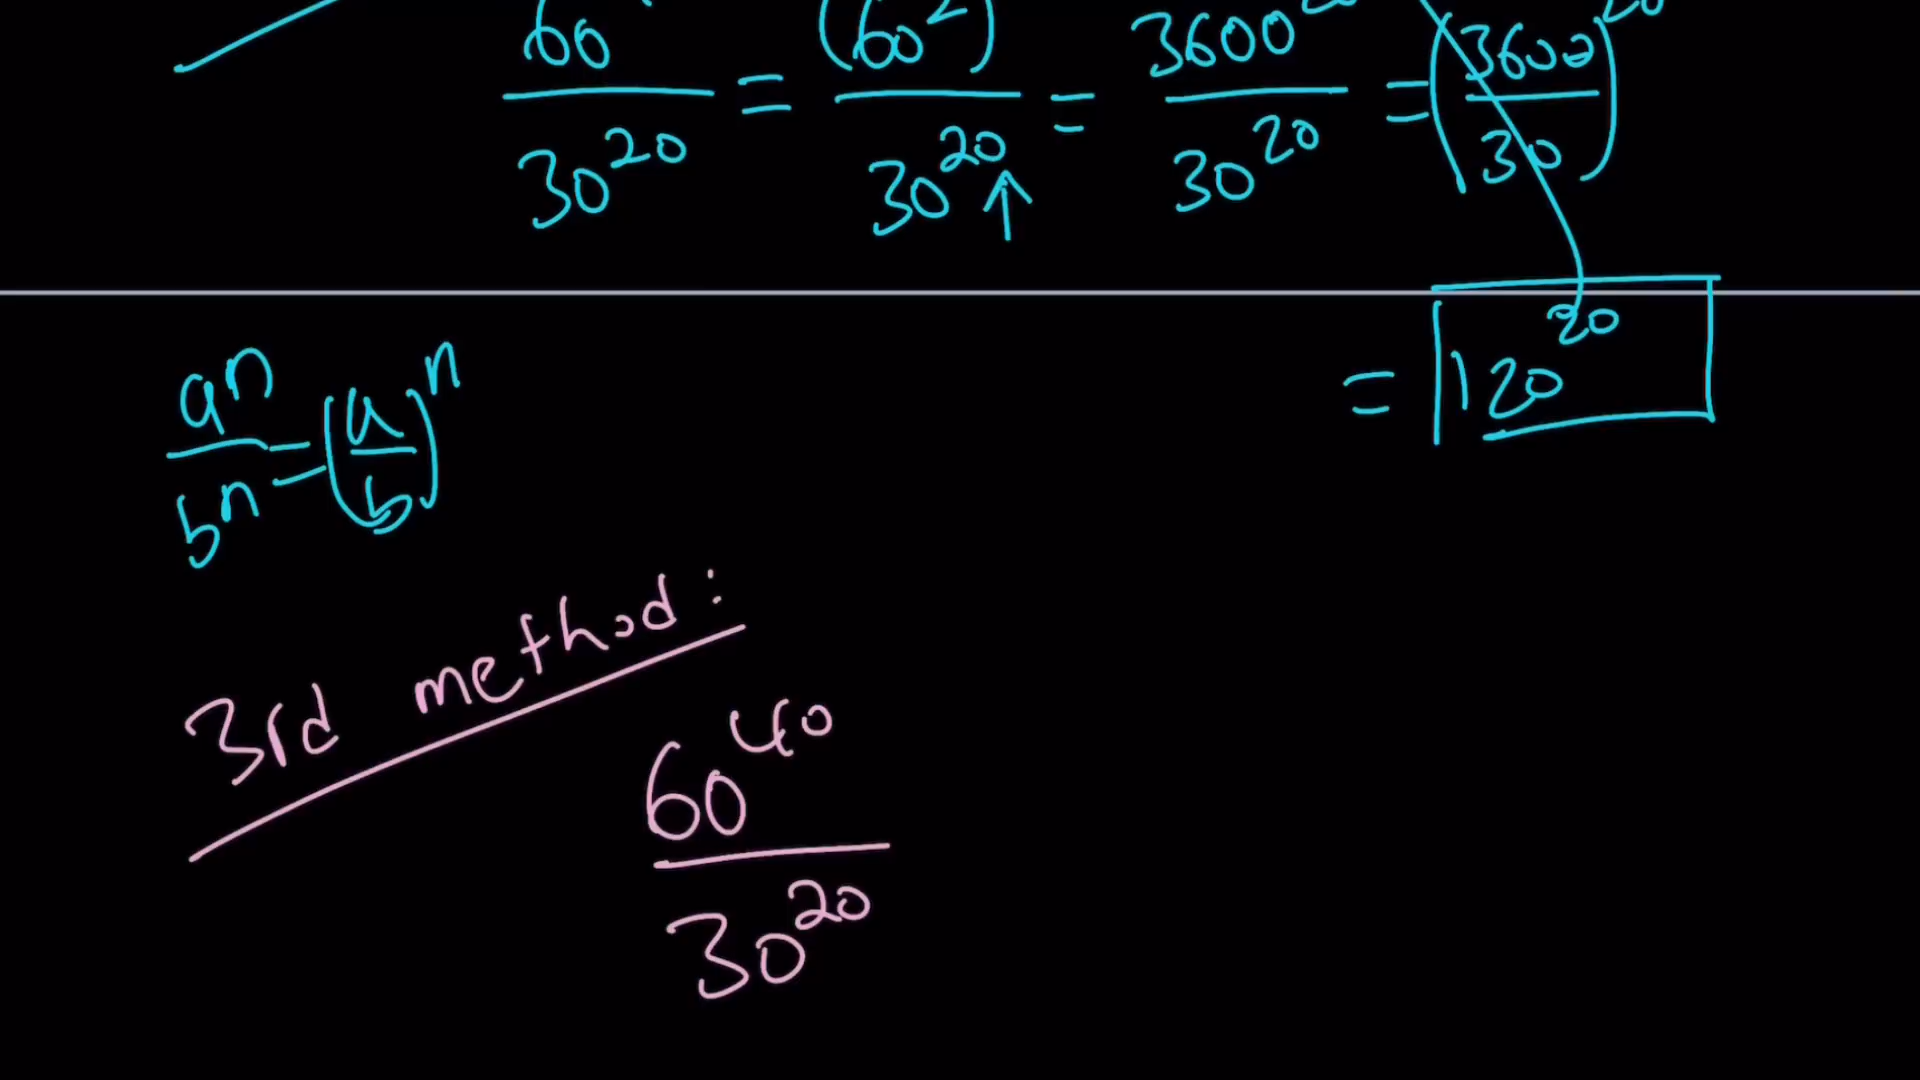 60 / 30^20 = (60^2) / 30^20 = 3600^20 / 30^20 = (3600 / 30)^20
↑
= 120^20
a^n / b^n = (a / b)^n
3rd method:
60^40 / 30^20